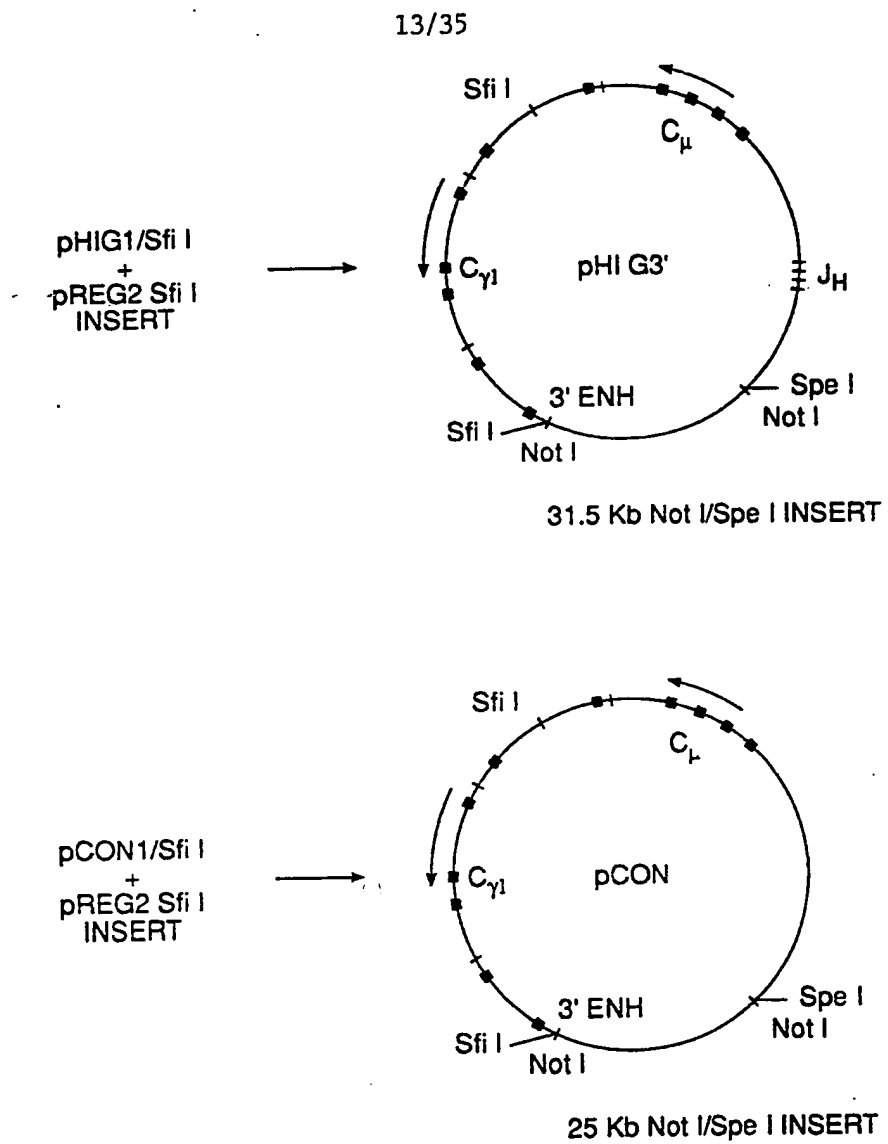 13/35
Sfi I
Cμ
pHIG1/Sfi I
+
pREG2 Sfi I
INSERT
Cγ1
pHI G3'
JH
3' ENH
Spe I
Sfi I
Not I
Not I
31.5 Kb Not I/Spe I INSERT
Sfi I
Cμ
pCON1/Sfi I
+
pREG2 Sfi I
INSERT
Cγ1
pCON
3' ENH
Spe I
Sfi I
Not I
Not I
25 Kb Not I/Spe I INSERT